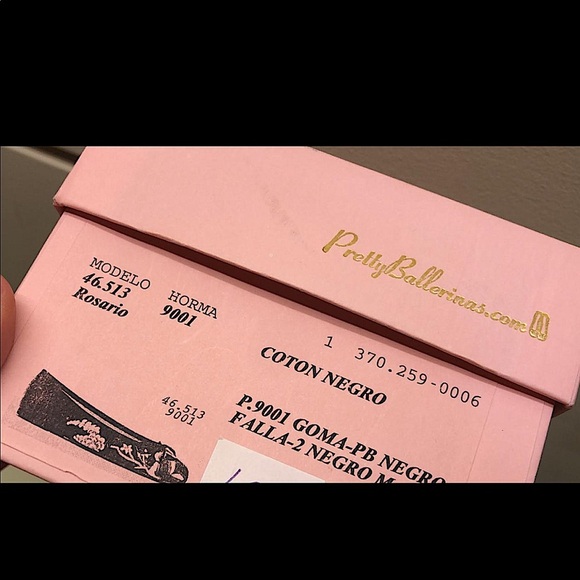 PrettyBallerinas.com
MODELO HORMA
46.513 9001
Rosario
1 370.259-0006
COTON NEGRO
46.513
9001
P.9001 GOMA-PB NEGRO
FALLA-2 NEGRO